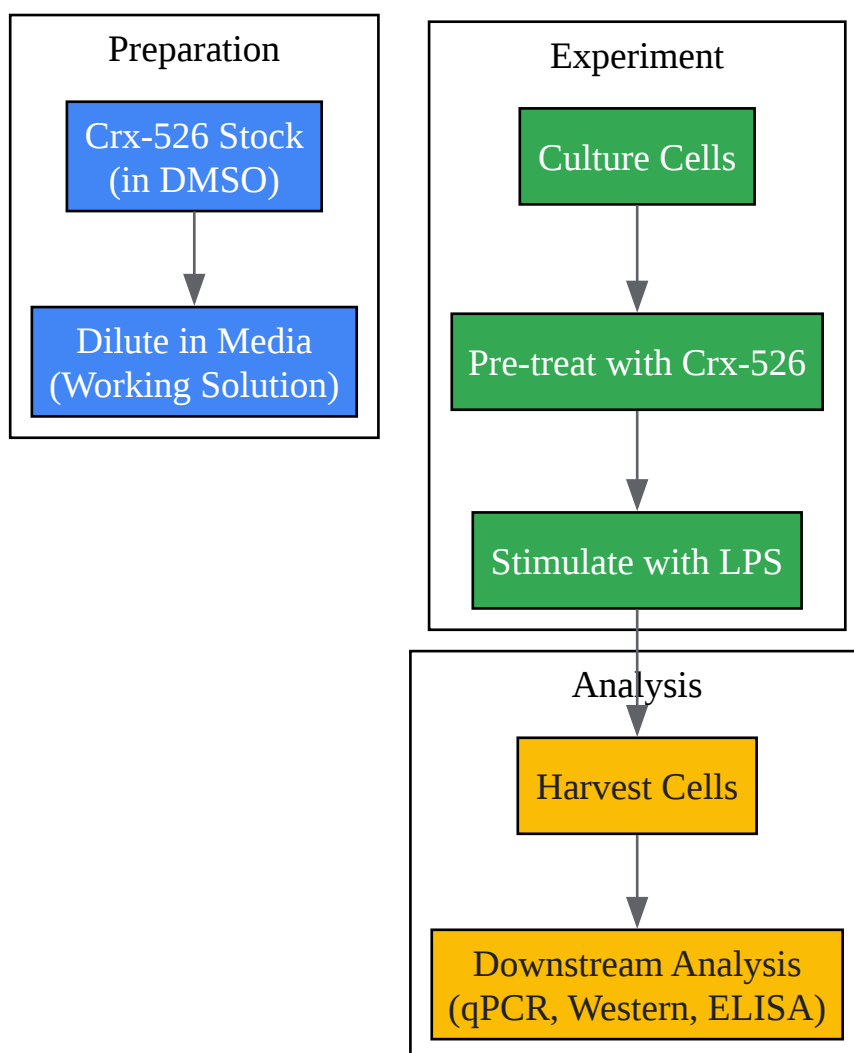 Preparation
Crx-526 Stock
(in DMSO)
Dilute in Media
(Working Solution)
Experiment
Culture Cells
Pre-treat with Crx-526
Stimulate with LPS
Analysis
Harvest Cells
Downstream Analysis
(qPCR, Western, ELISA)